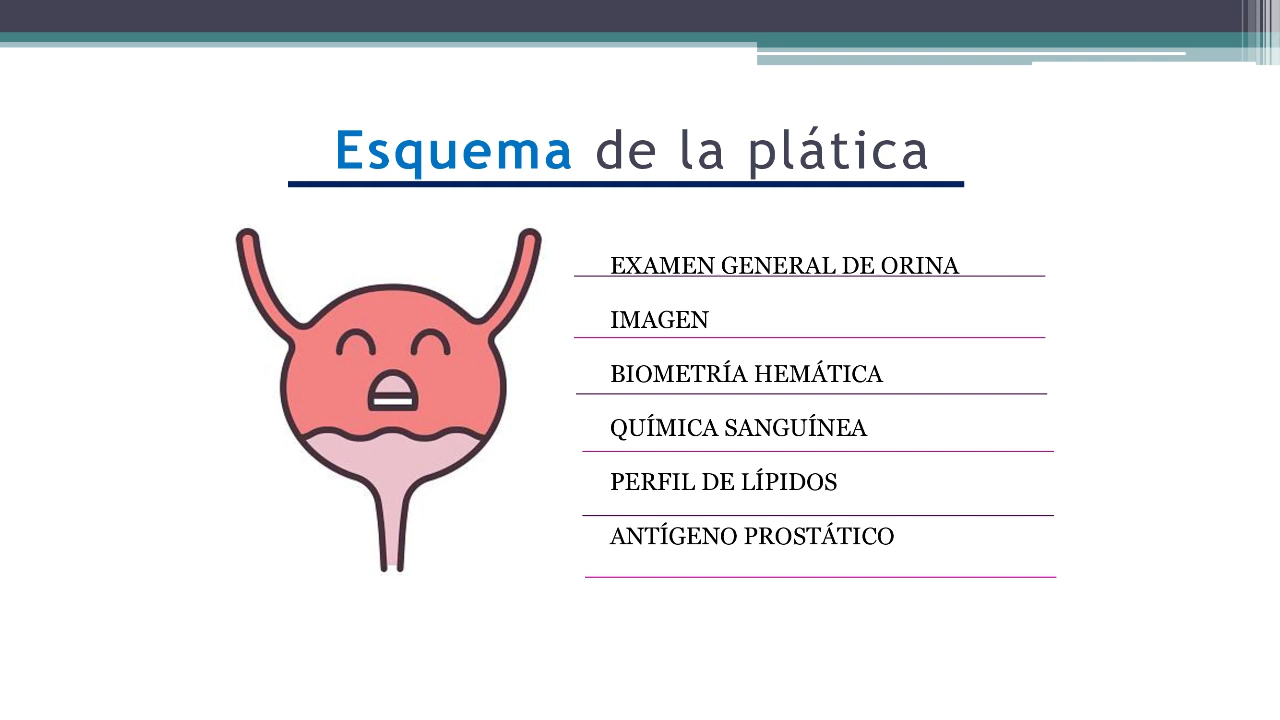 Esquema de la plática
EXAMEN GENERAL DE ORINA
IMAGEN
BIOMETRÍA HEMÁTICA
QUÍMICA SANGUÍNEA
PERFIL DE LÍPIDOS
ANTÍGENO PROSTÁTICO